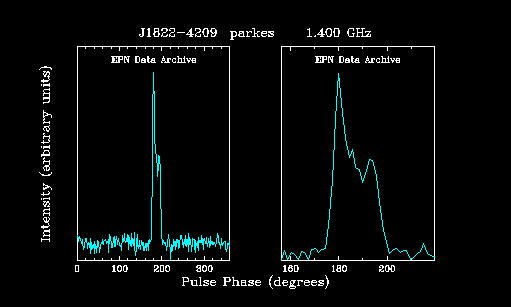 J1822-4209 parkes 1.400 GHz
EPN Data Archive
EPN Data Archive
Intensity (arbitrary units)
0 100 200 300
160 180 200
Pulse Phase (degrees)